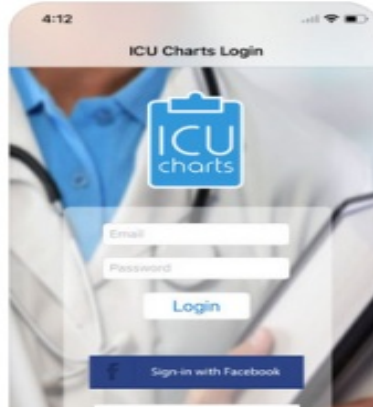 4:12
ICU Charts Login
ICU
charts
Email
Password
Login
f Sign-in with Facebook